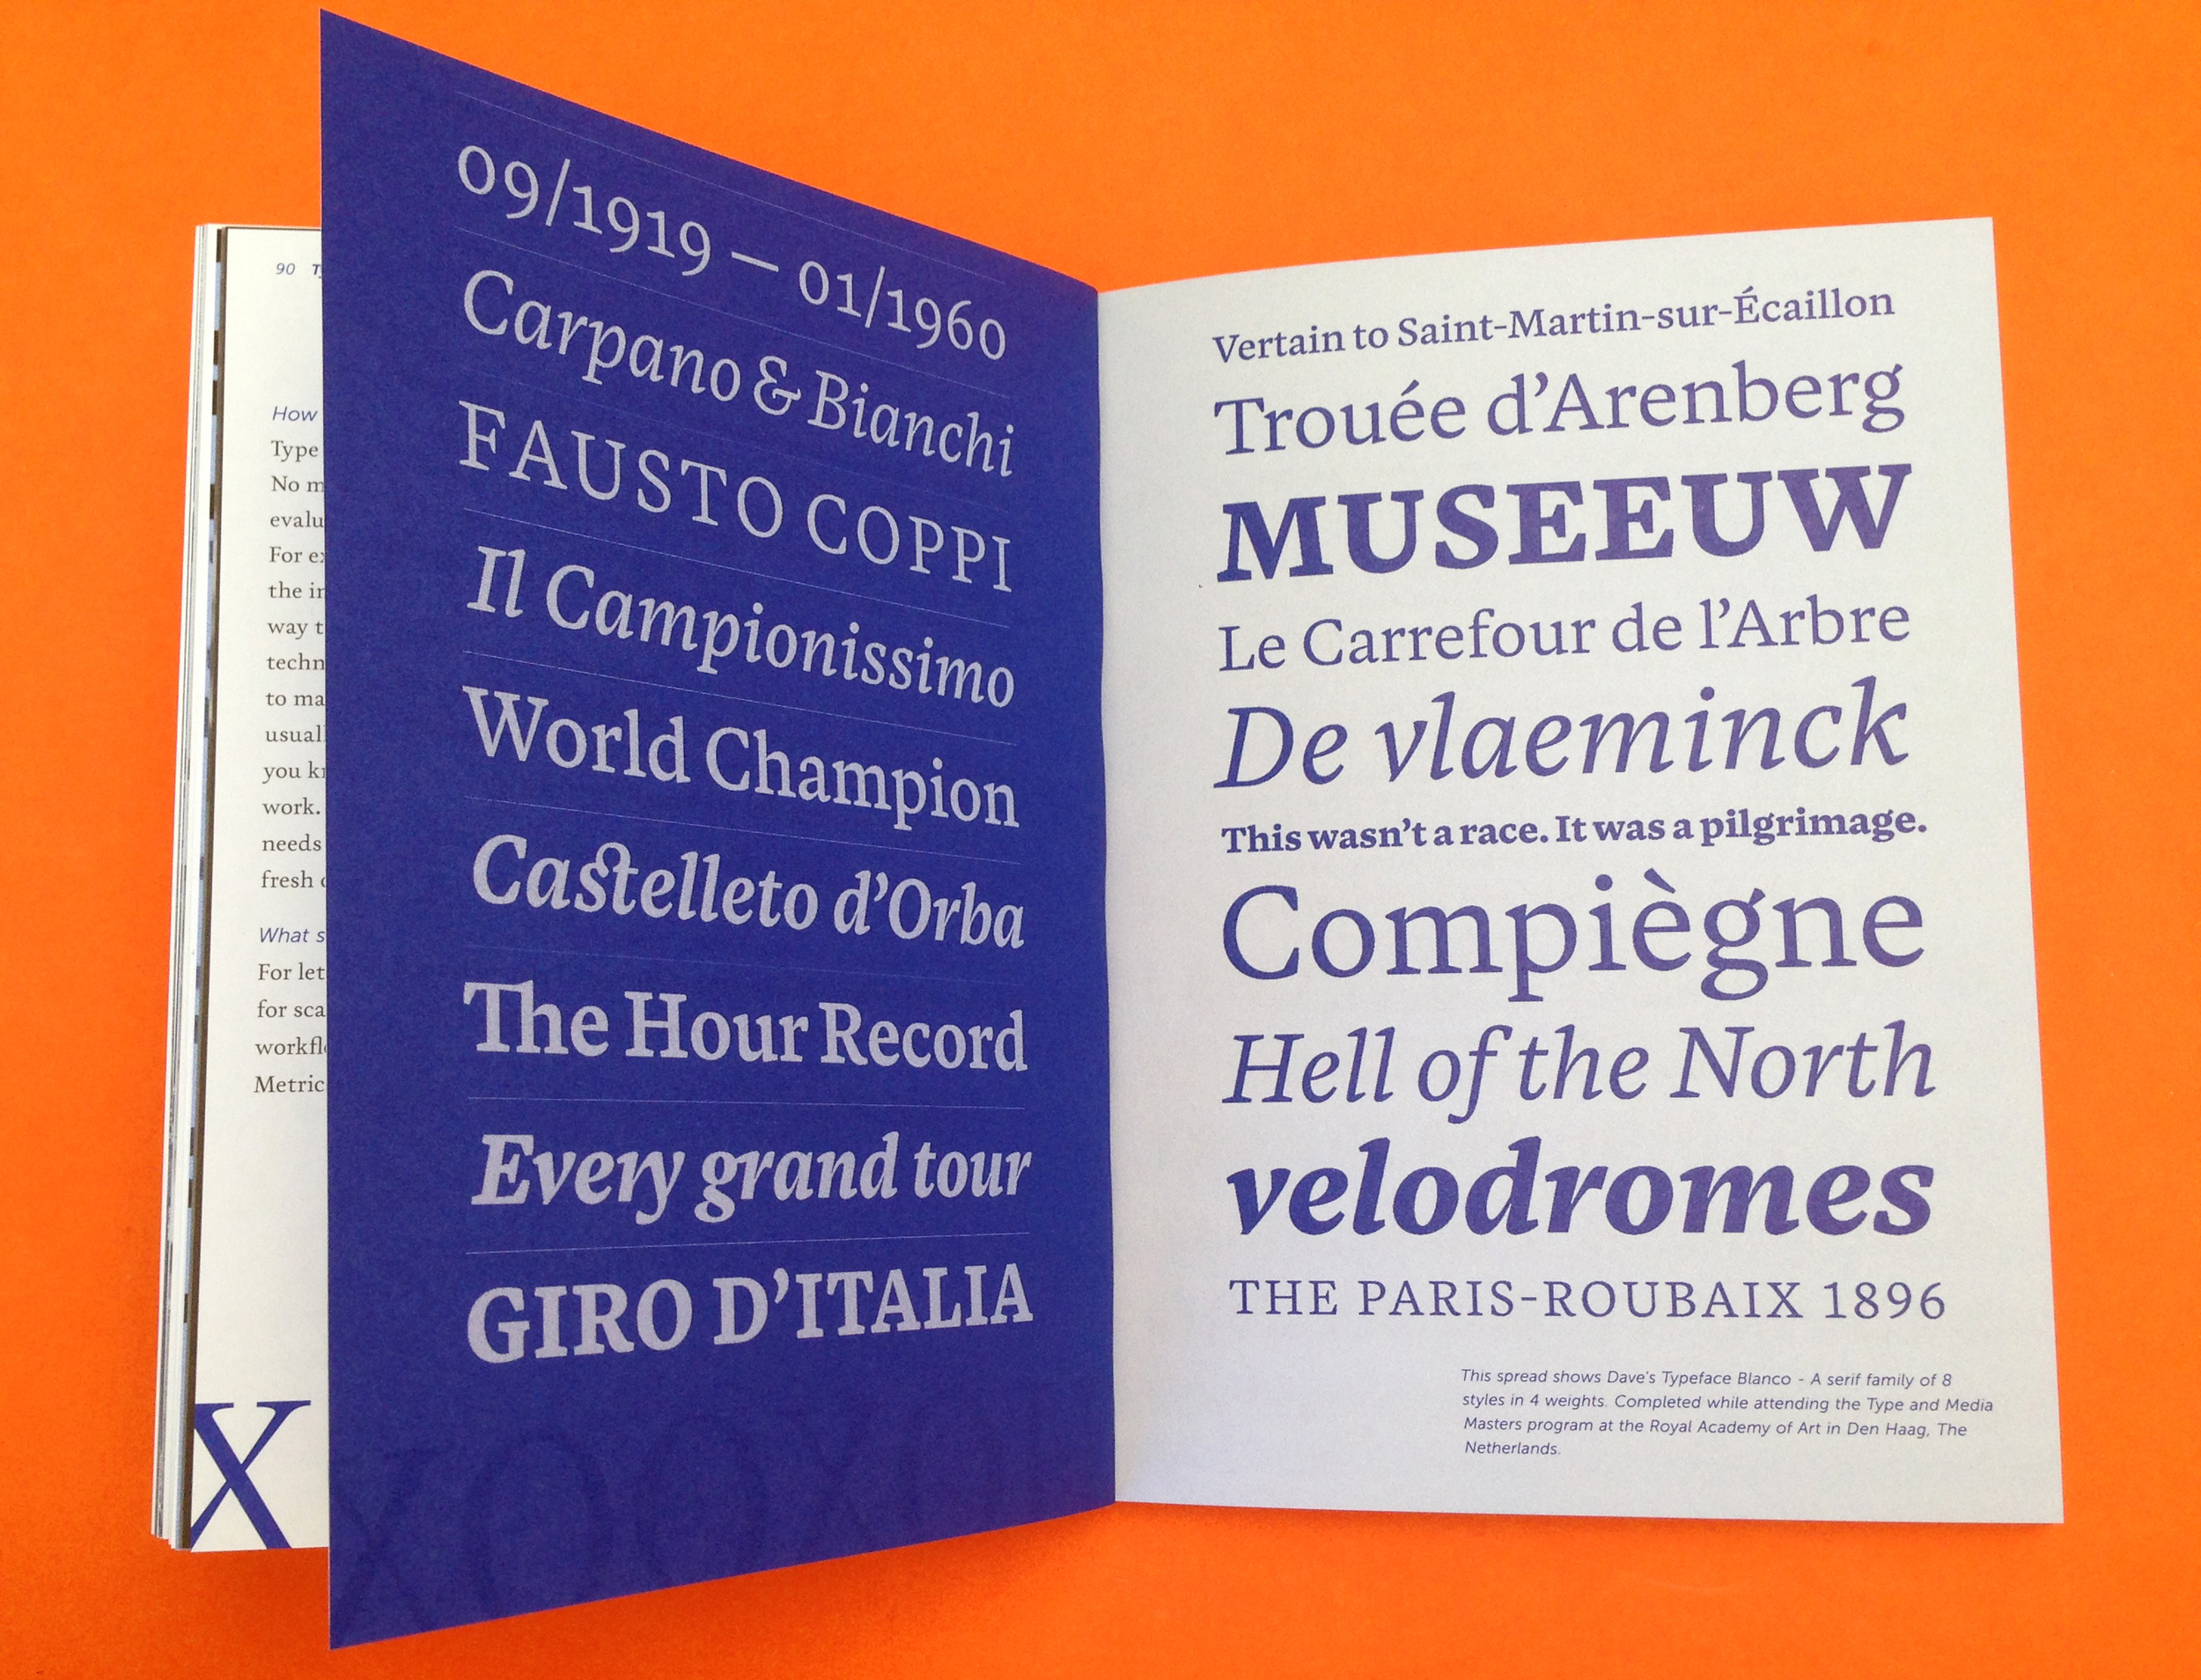 90
How
Type
No
evalu
For
the
way
techn
to ma
usual
you
work.
needs
fresh
What s
For let
for sca
workfl
Metric
X
09/1919 — 01/1960
Carpano & Bianchi
FAUSTO COPPI
Il Campionissimo
World Champion
Castelleto d’Orba
The Hour Record
Every grand tour
GIRO D’ITALIA
Vertain to Saint-Martin-sur-Écaillon
Trouée d’Arenberg
MUSEEUW
Le Carrefour de l’Arbre
De vlaeminck
This wasn’t a race. It was a pilgrimage.
Compiègne
Hell of the North
velodromes
THE PARIS-ROUBAIX 1896
This spread shows Dave's Typeface Blanco - A serif family of 8
styles in 4 weights. Completed while attending the Type and Media
Masters program at the Royal Academy of Art in Den Haag, The
Netherlands.